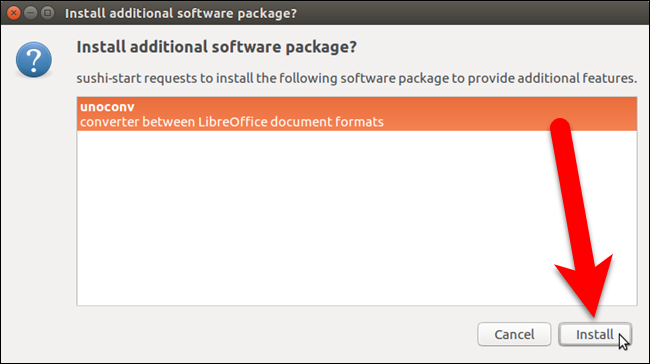 Install additional software package?
Install additional software package?
sushi-start requests to install the following software package to provide additional features.
unoconv
converter between LibreOffice document formats
Cancel
Install